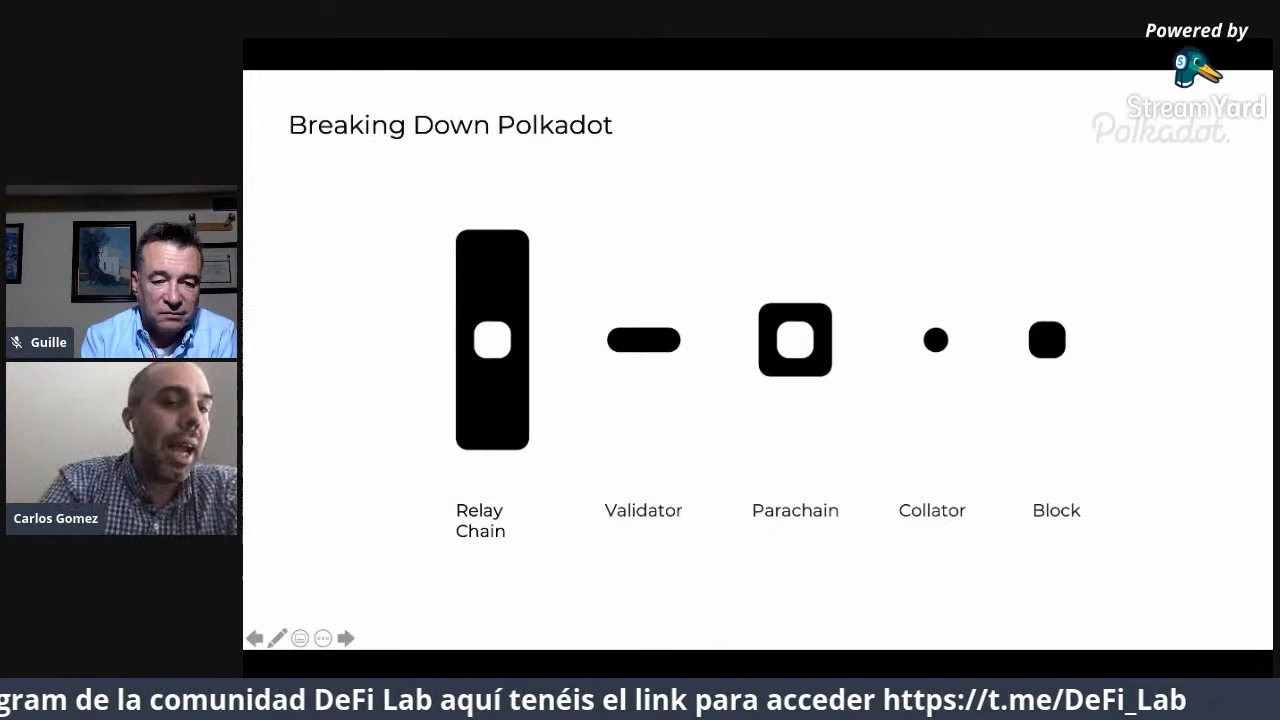 Powered by
StreamYard
Polkadot.
Breaking Down Polkadot
Guille
Carlos Gomez
Relay
Chain
Validator
Parachain
Collator
Block
gram de la comunidad DeFi Lab aquí tenéis el link para acceder https://t.me/DeFi_Lab